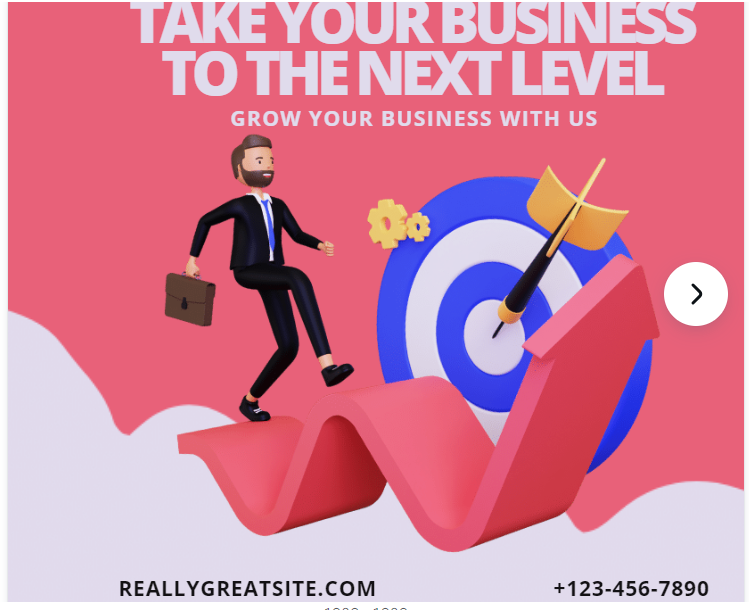 TAKE YOUR BUSINESS
TO THE NEXT LEVEL
GROW YOUR BUSINESS WITH US
REALLYGREATSITE.COM
+123-456-7890